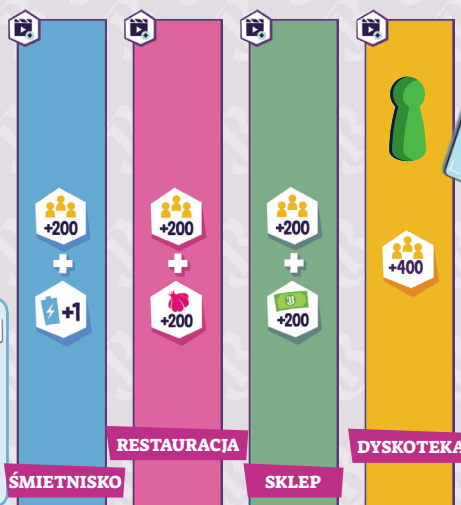 +200
+
+1
ŚMIETNISKO
+200
+
+200
RESTAURACJA
+200
+
+200
SKLEP
+400
DYSKOTEKA